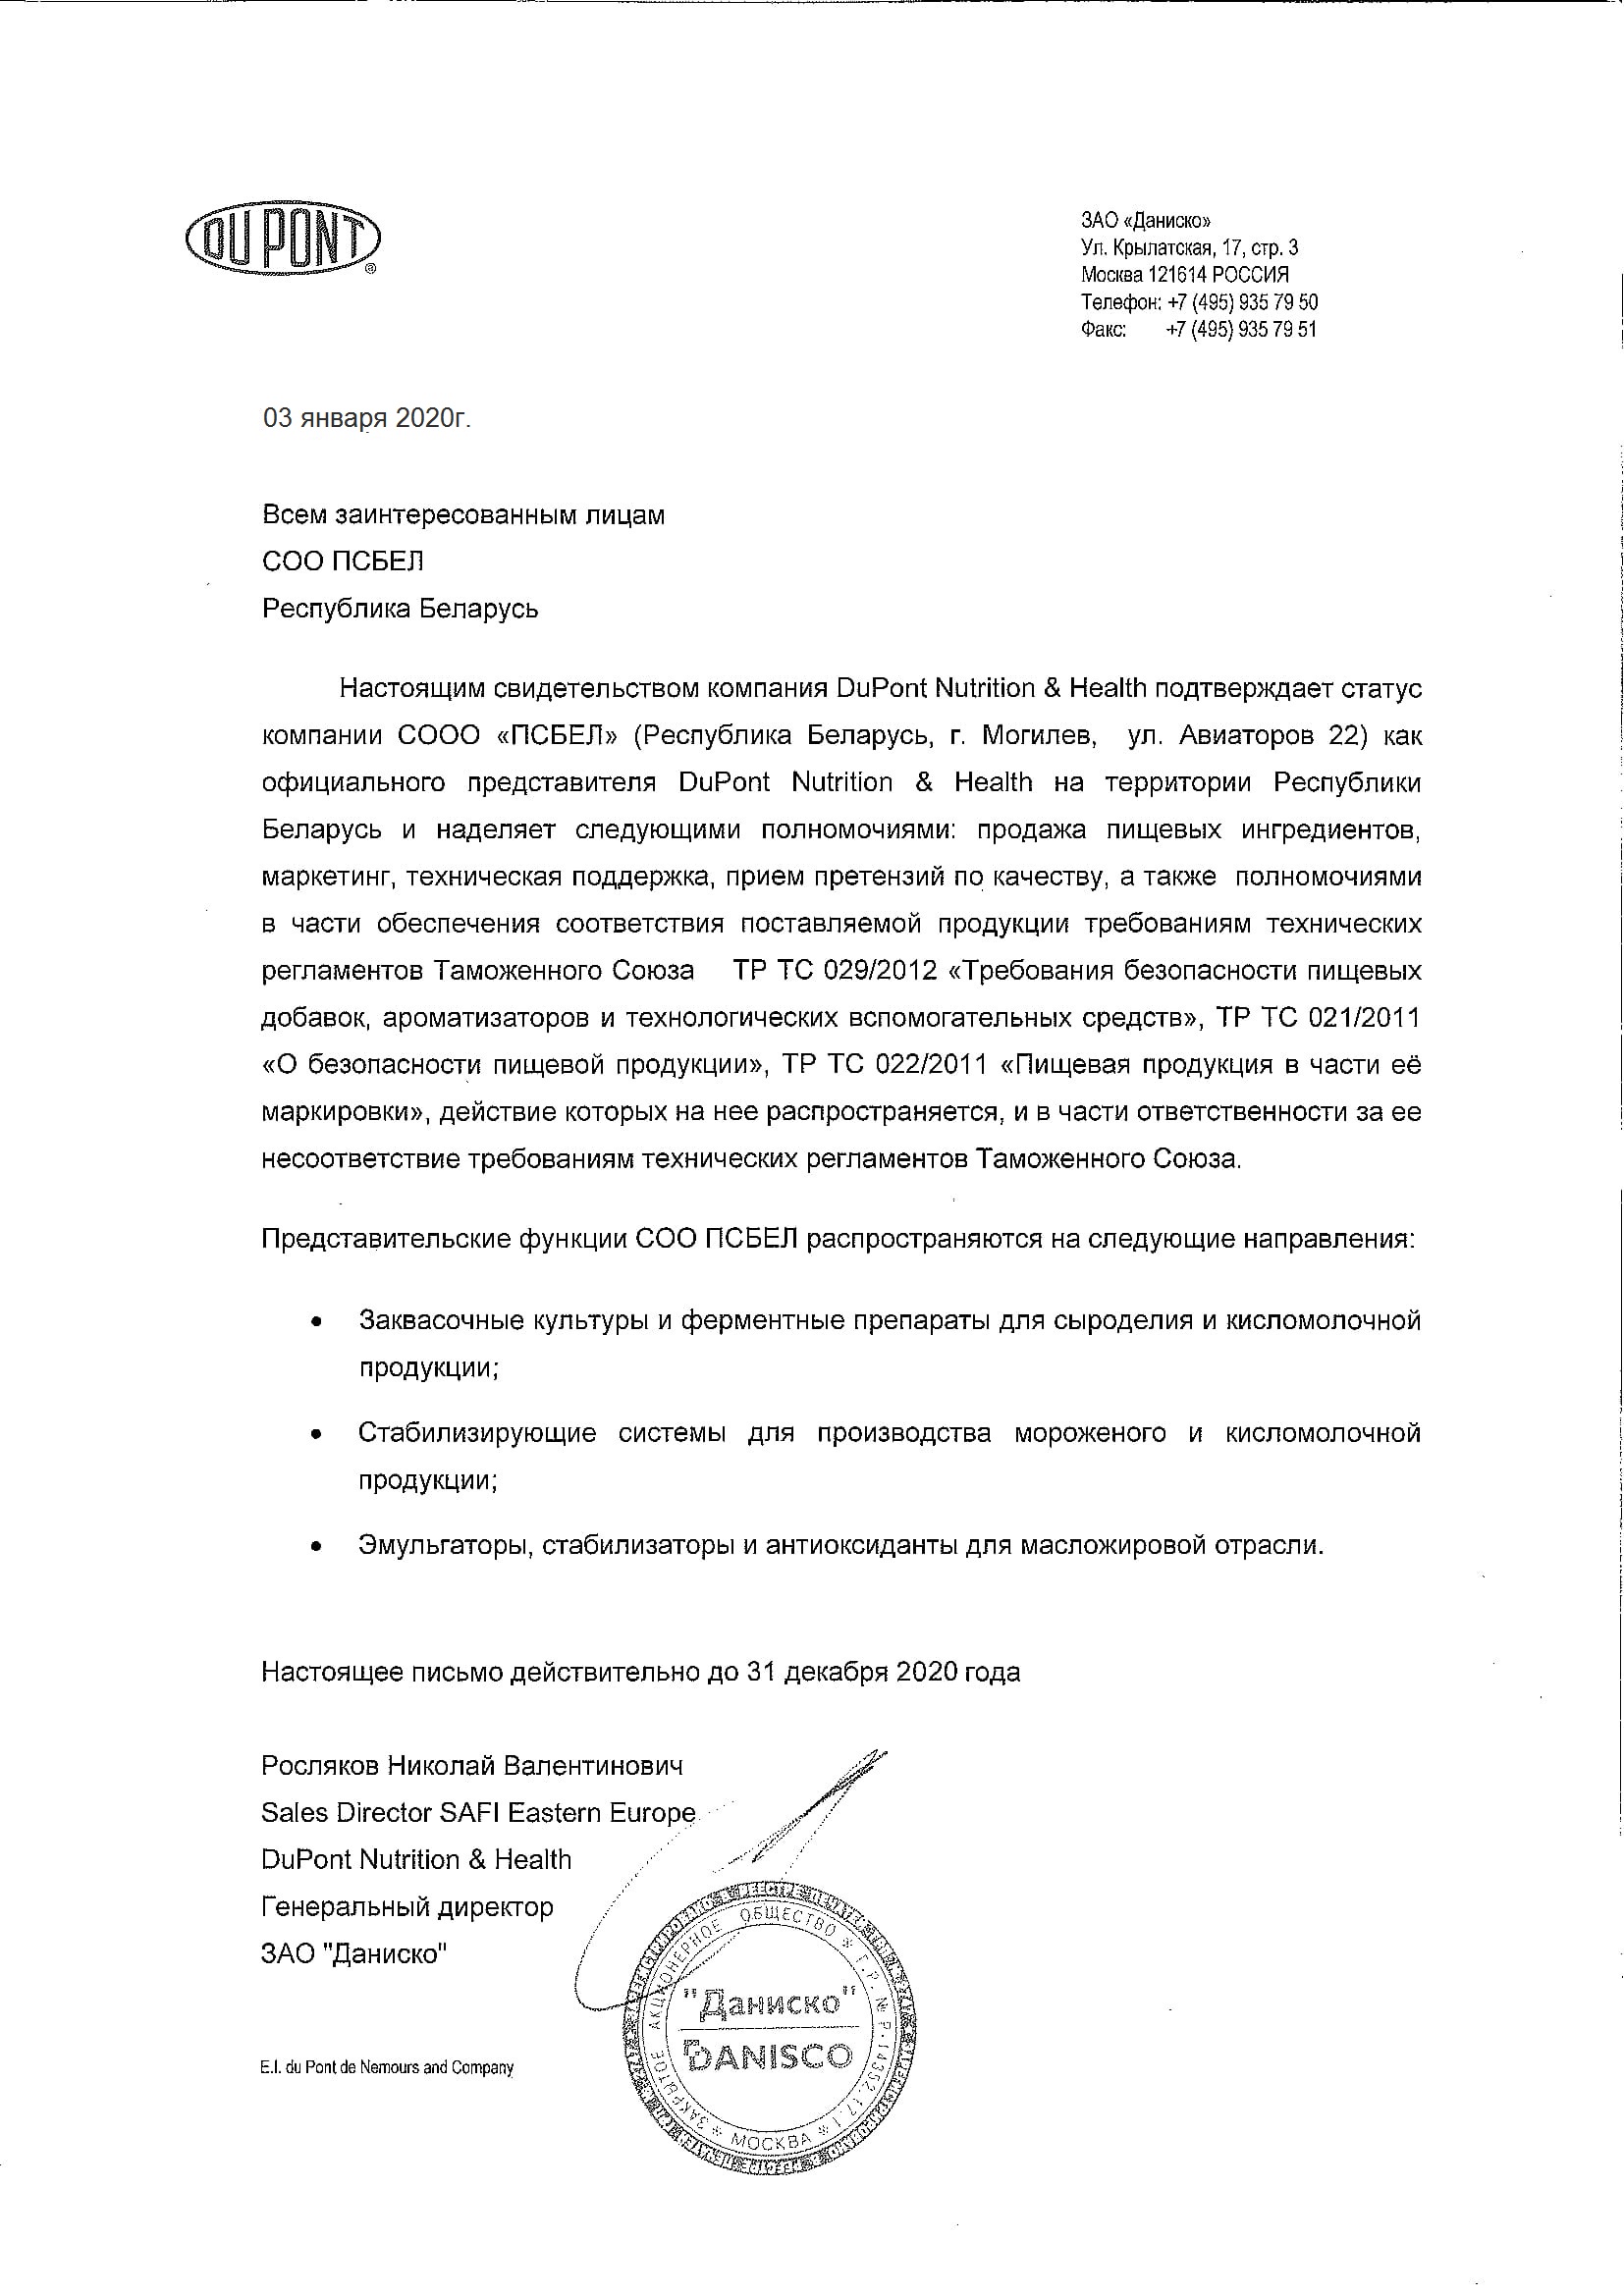 DU PONT
®
ЗАО «Даниско»
Ул. Крылатская, 17, стр. 3
Москва 121614 РОССИЯ
Телефон: +7 (495) 935 79 50
Факс: +7 (495) 935 79 51
03 января 2020г.
Всем заинтересованным лицам
СОО ПСБЕЛ
Республика Беларусь
Настоящим свидетельством компания DuPont Nutrition & Health подтверждает статус
компании СООО «ПСБЕЛ» (Республика Беларусь, г. Могилев, ул. Авиаторов 22) как
официального представителя DuPont Nutrition & Health на территории Республики
Беларусь и наделяет следующими полномочиями: продажа пищевых ингредиентов,
маркетинг, техническая поддержка, прием претензий по качеству, а также полномочиями
в части обеспечения соответствия поставляемой продукции требованиям технических
регламентов Таможенного Союза ТР ТС 029/2012 «Требования безопасности пищевых
добавок, ароматизаторов и технологических вспомогательных средств», ТР ТС 021/2011
«О безопасности пищевой продукции», ТР ТС 022/2011 «Пищевая продукция в части её
маркировки», действие которых на нее распространяется, и в части ответственности за ее
несоответствие требованиям технических регламентов Таможенного Союза.
Представительские функции СОО ПСБЕЛ распространяются на следующие направления:
• Заквасочные культуры и ферментные препараты для сыроделия и кисломолочной
продукции;
• Стабилизирующие системы для производства мороженого и кисломолочной
продукции;
• Эмульгаторы, стабилизаторы и антиоксиданты для масложировой отрасли.
Настоящее письмо действительно до 31 декабря 2020 года
Росляков Николай Валентинович
Sales Director SAFI Eastern Europe
DuPont Nutrition & Health
Генеральный директор
ЗАО "Даниско"
ЗАКРЫТОЕ АКЦИОНЕРНОЕ ОБЩЕСТВО * Г.Р. № Р-14352.17.1 * МОСКВА *
"Даниско"
DANISCO
E.I. du Pont de Nemours and Company